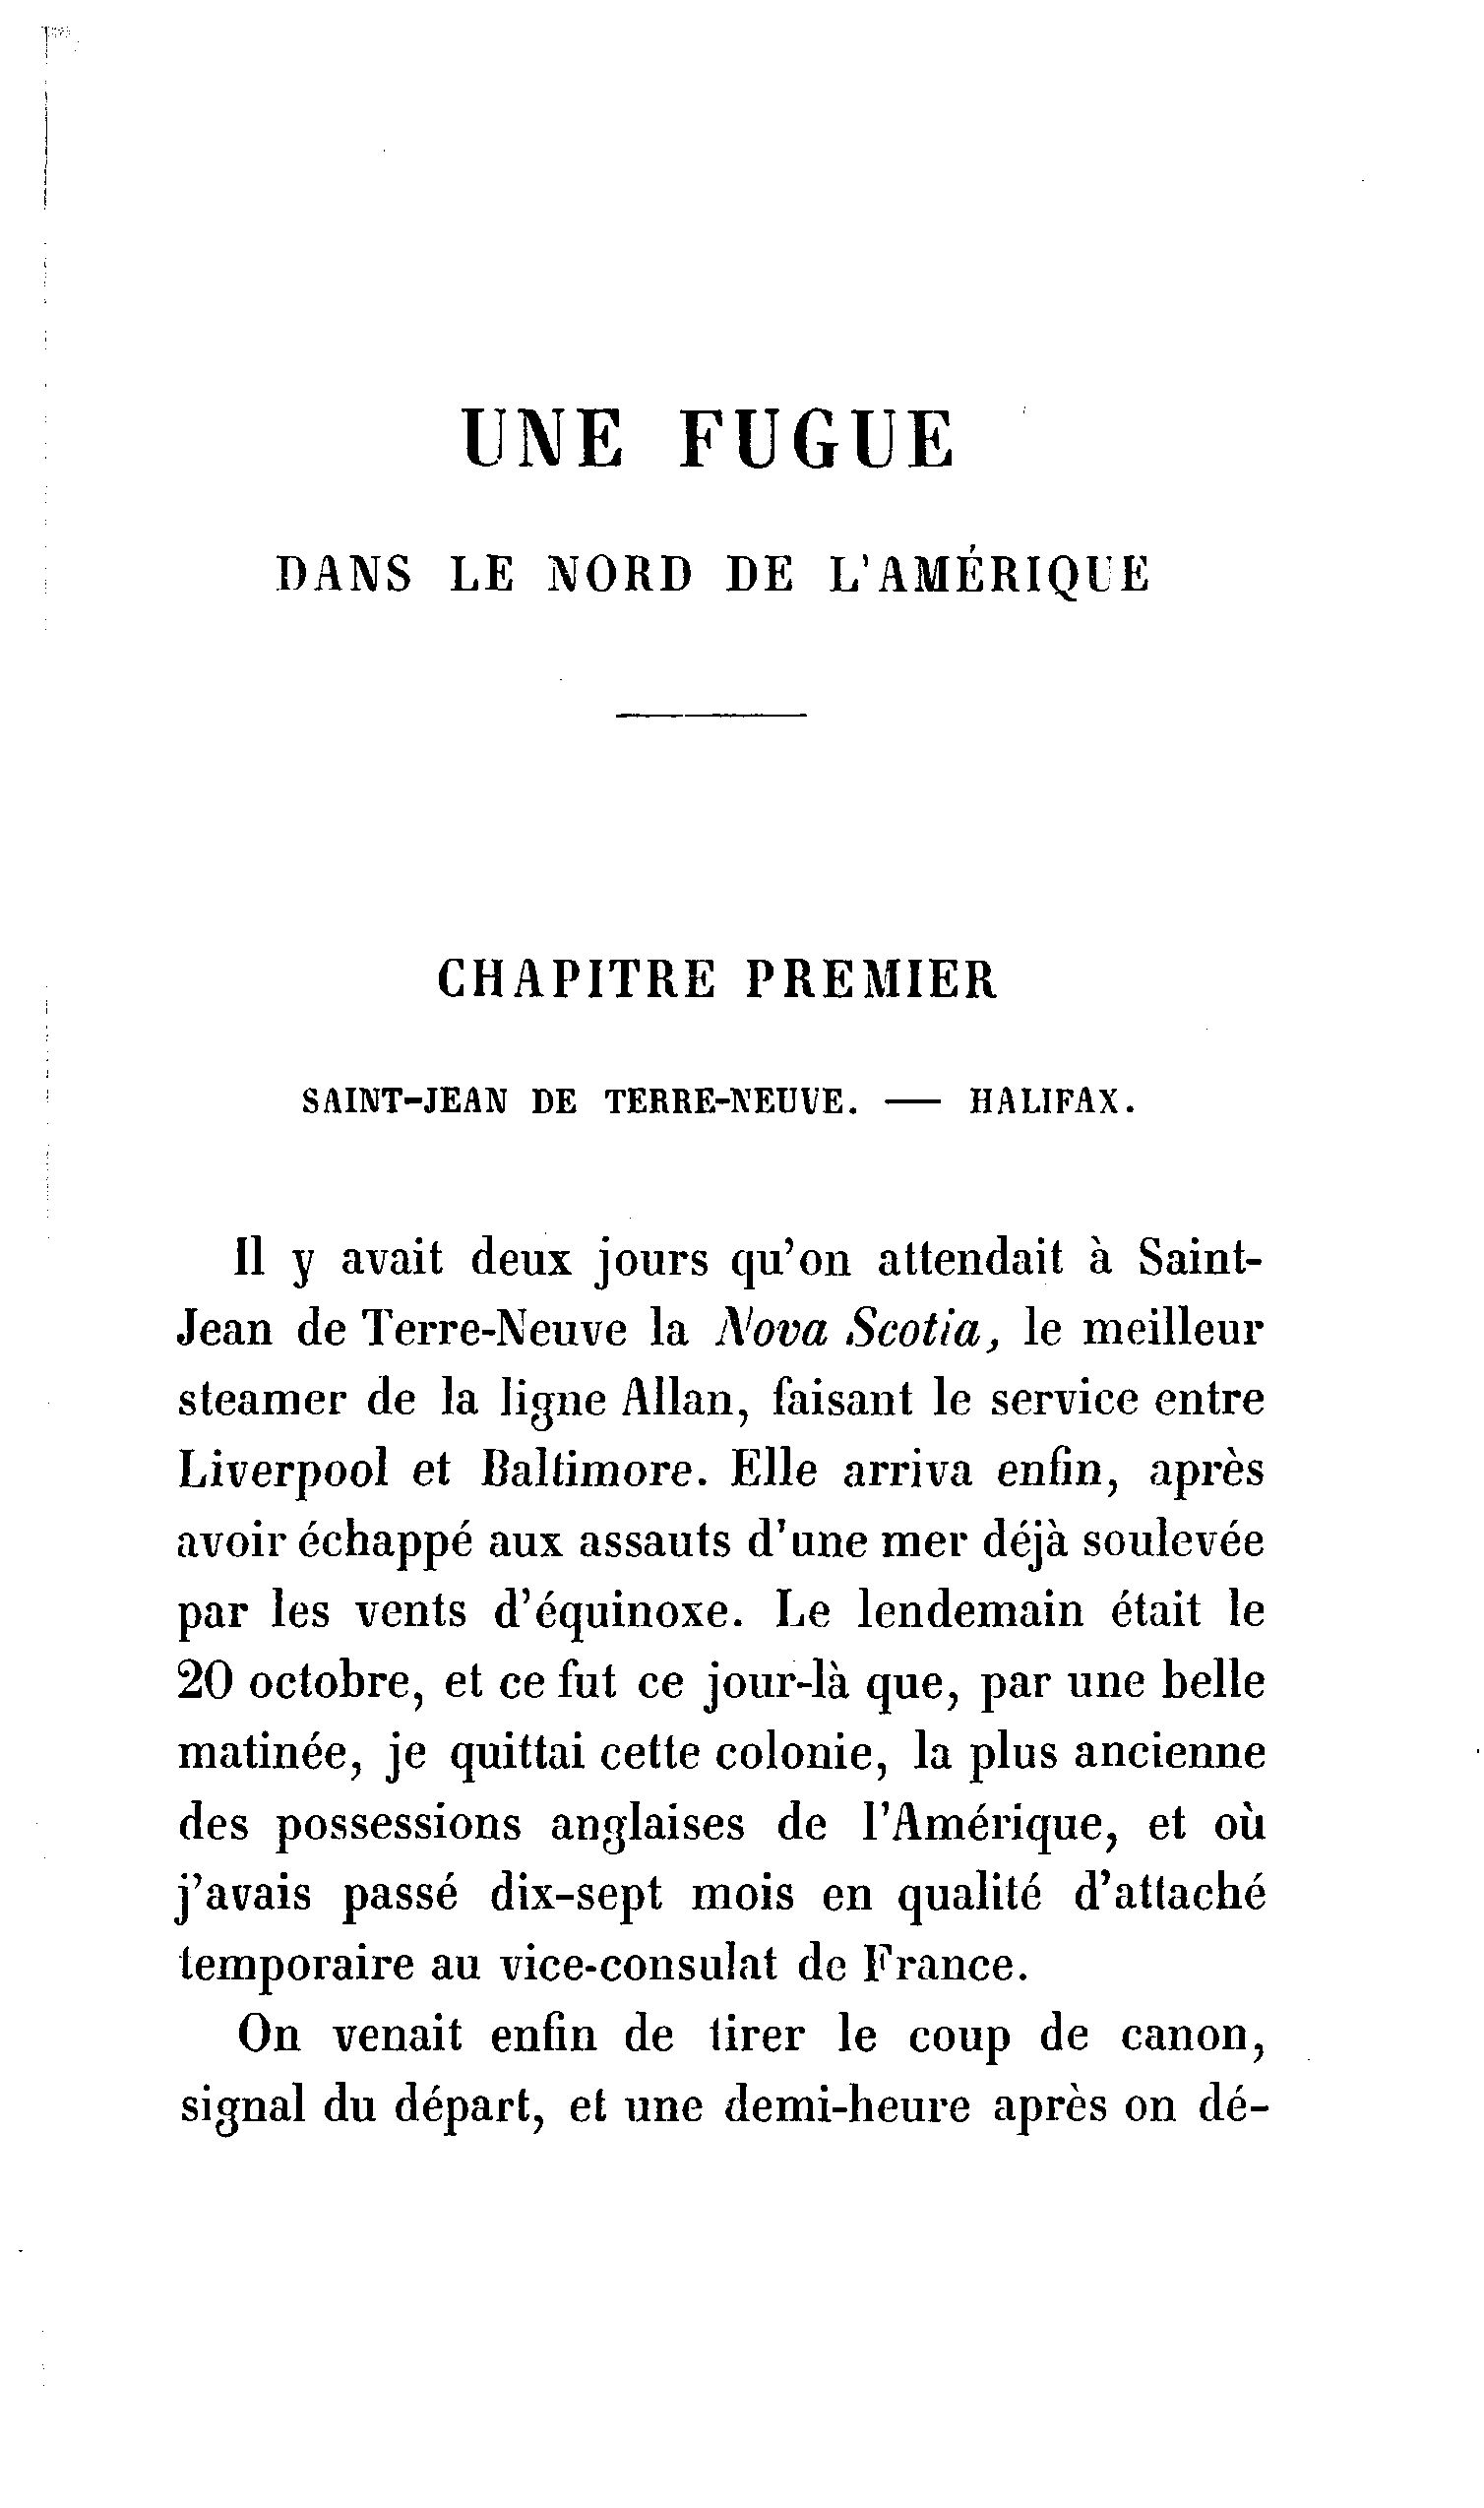 UNE FUGUE
DANS LE NORD DE L'AMÉRIQUE
CHAPITRE PREMIER
SAINT-JEAN DE TERRE-NEUVE. — HALIFAX.
Il y avait deux jours qu'on attendait à Saint-
Jean de Terre-Neuve la Nova Scotia, le meilleur
steamer de la ligne Allan, faisant le service entre
Liverpool et Baltimore. Elle arriva enfin, après
avoir échappé aux assauts d'une mer déjà soulevée
par les vents d'équinoxe. Le lendemain était le
20 octobre, et ce fut ce jour-là que, par une belle
matinée, je quittai cette colonie, la plus ancienne
des possessions anglaises de l'Amérique, et où
j'avais passé dix-sept mois en qualité d'attaché
temporaire au vice-consulat de France.
On venait enfin de tirer le coup de canon,
signal du départ, et une demi-heure après on dé-